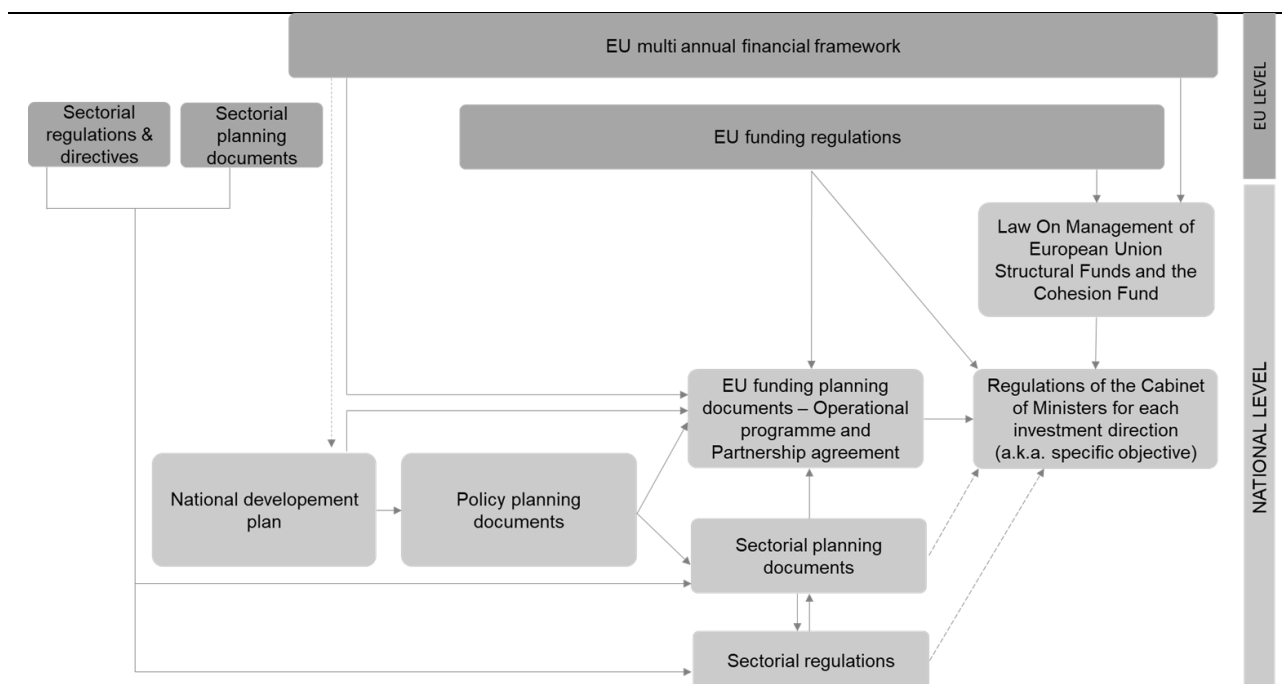 EU multi annual financial framework
EU LEVEL
Sectorial
regulations &
directives
Sectorial
planning
documents
EU funding regulations
Law On Management of
European Union
Structural Funds and the
Cohesion Fund
NATIONAL LEVEL
EU funding planning
documents – Operational
programme and
Partnership agreement
Regulations of the Cabinet
of Ministers for each
investment direction
(a.k.a. specific objective)
National developement
plan
Policy planning
documents
Sectorial planning
documents
Sectorial regulations